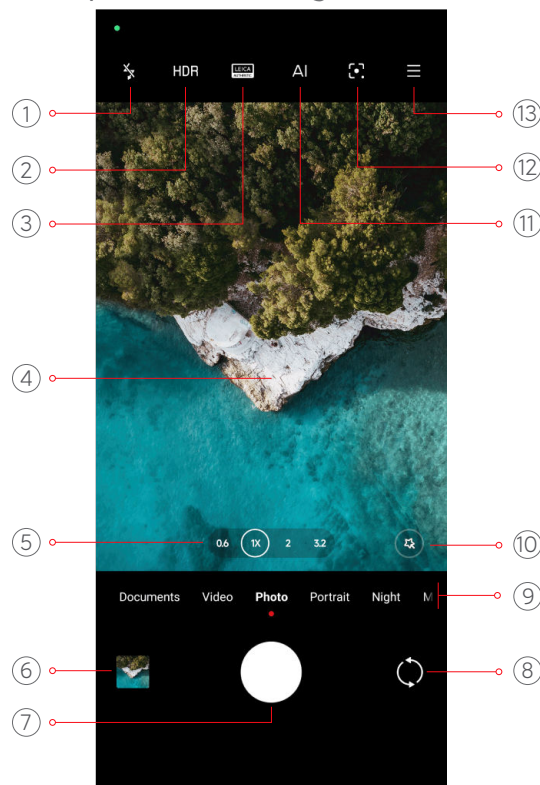 HDR
LEICA
AUTHENTIC
AI
①
②
③
④
⑤
⑥
⑦
⑬
⑫
⑪
⑩
⑨
⑧
0.6 1X 2 3.2
Documents Video Photo Portrait Night M